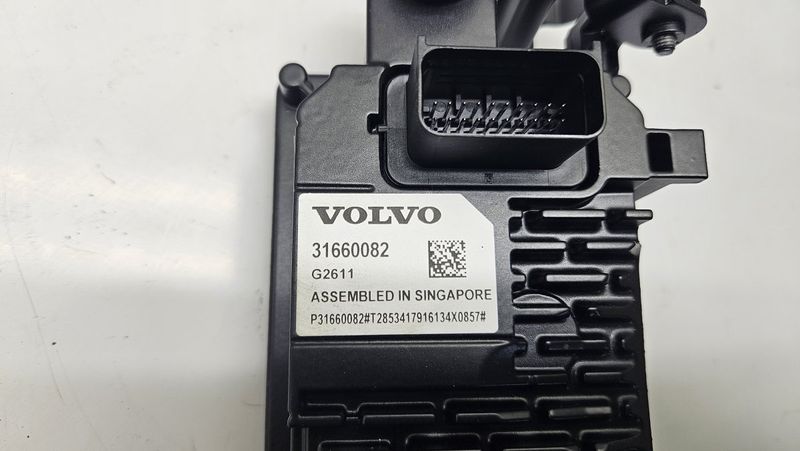 VOLVO
31660082
G2611
ASSEMBLED IN SINGAPORE
P31660082#T2853417916134X0857#